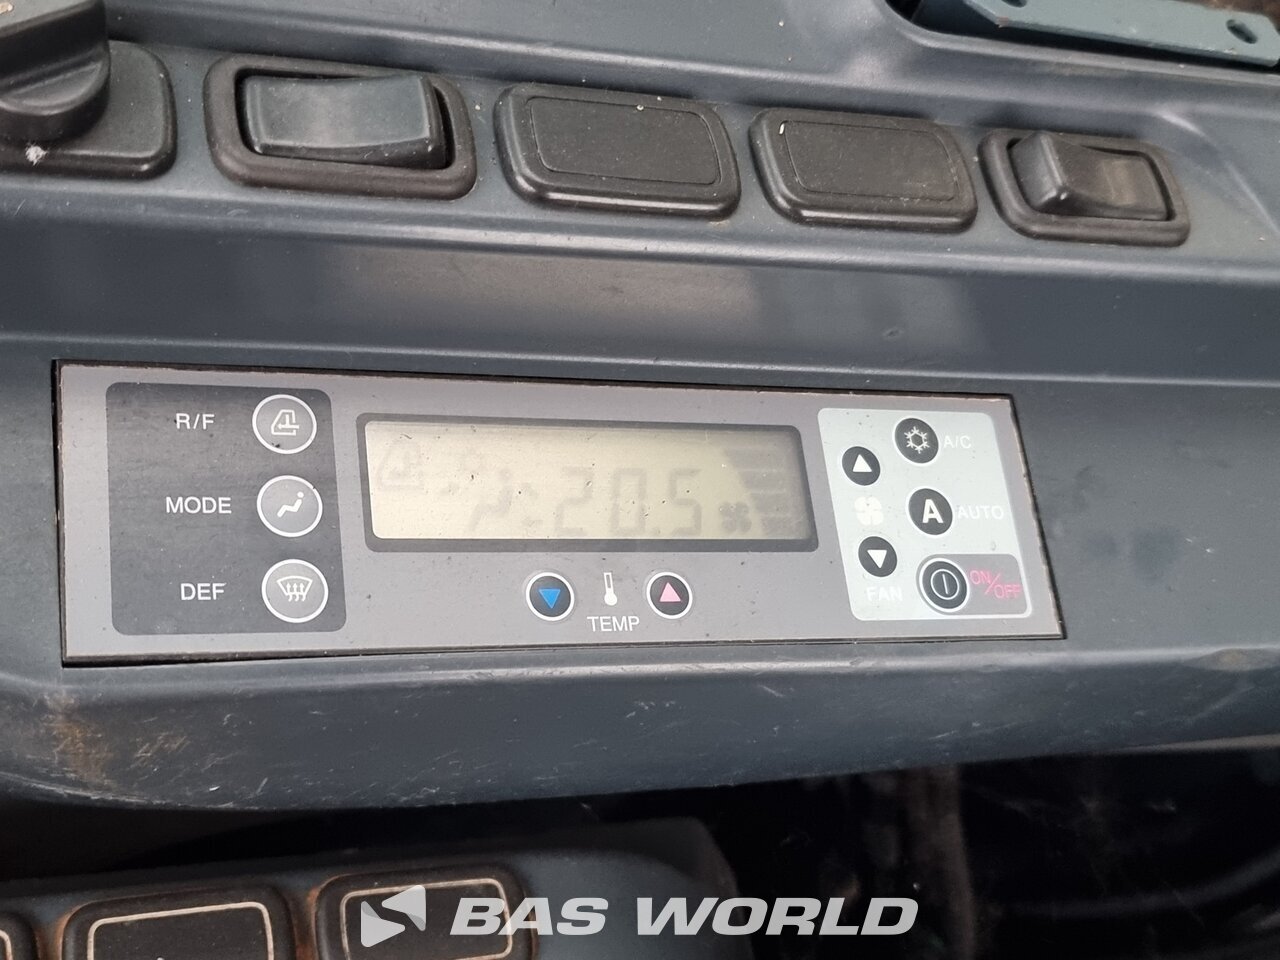 R/F
A/C
MODE
20.5
A AUTO
DEF
TEMP
FAN
ON/OFF
BAS WORLD